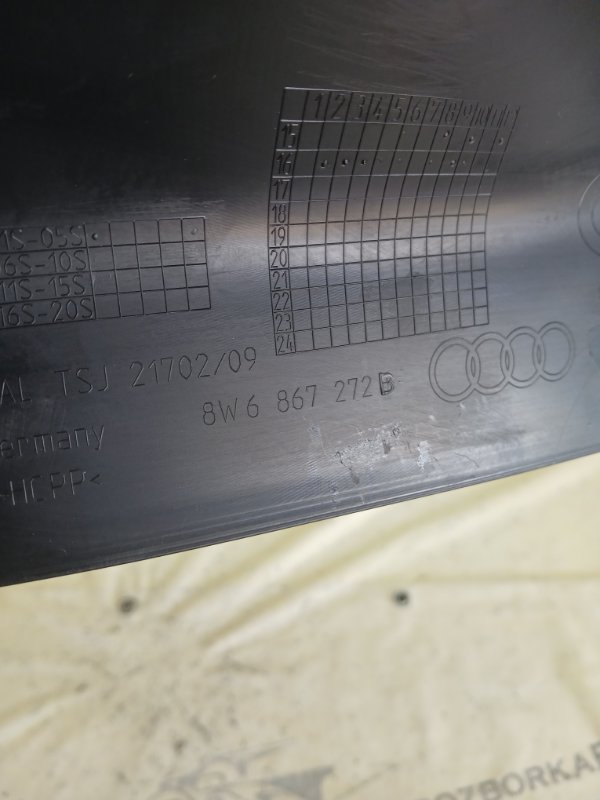 1 2 3 4 5 6 7 8 9 10 11 12
15
16
17
18
19
20
21
22
23
24
1S-05S
6S-10S
11S-15S
16S-20S
AL TSJ 21702/09
8W6 867 272 B
ermany
>HCPP<
OZBORKA